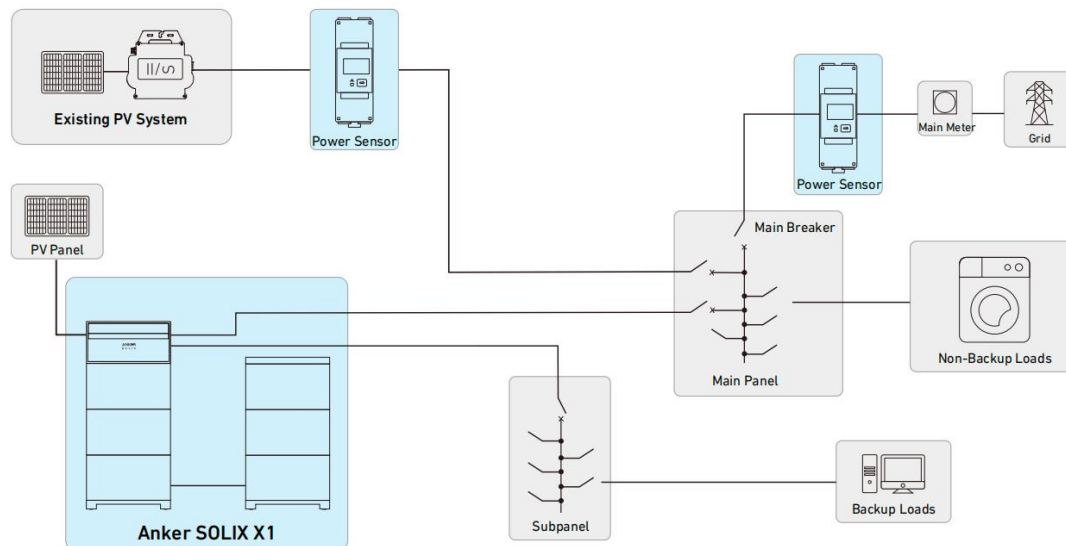 Existing PV System
Power Sensor
Power Sensor
Main Meter
Grid
PV Panel
Main Breaker
Main Panel
Non-Backup Loads
Anker SOLIX X1
Subpanel
Backup Loads